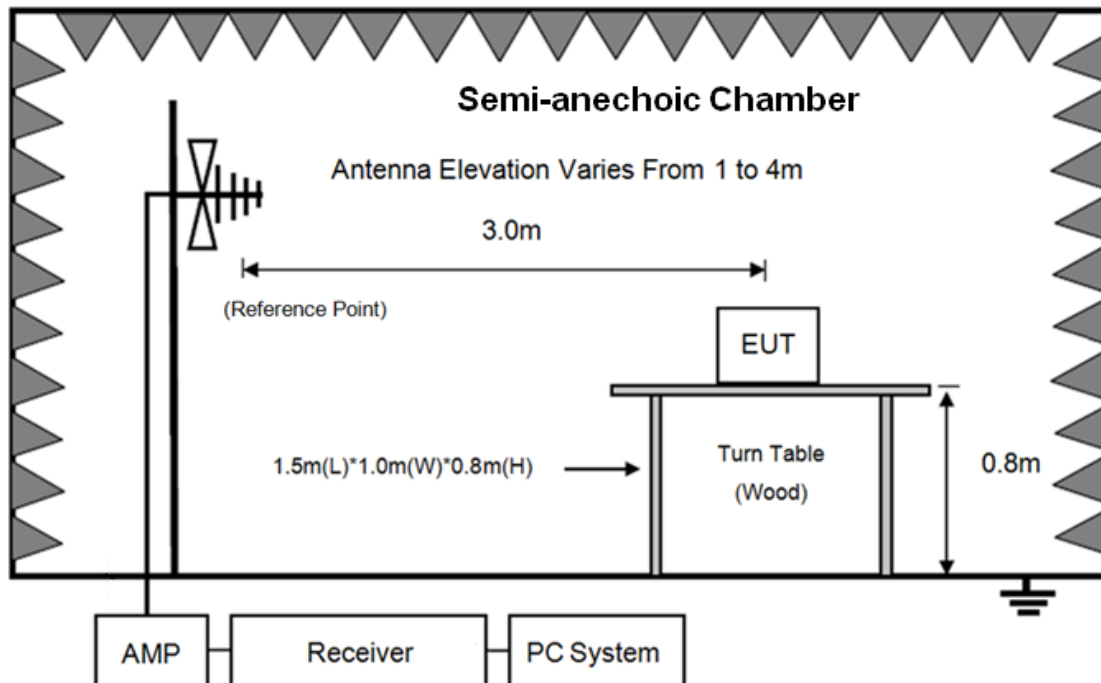 Semi-anechoic Chamber
Antenna Elevation Varies From 1 to 4m
3.0m
(Reference Point)
EUT
1.5m(L)*1.0m(W)*0.8m(H)
Turn Table
(Wood)
0.8m
AMP
Receiver
PC System